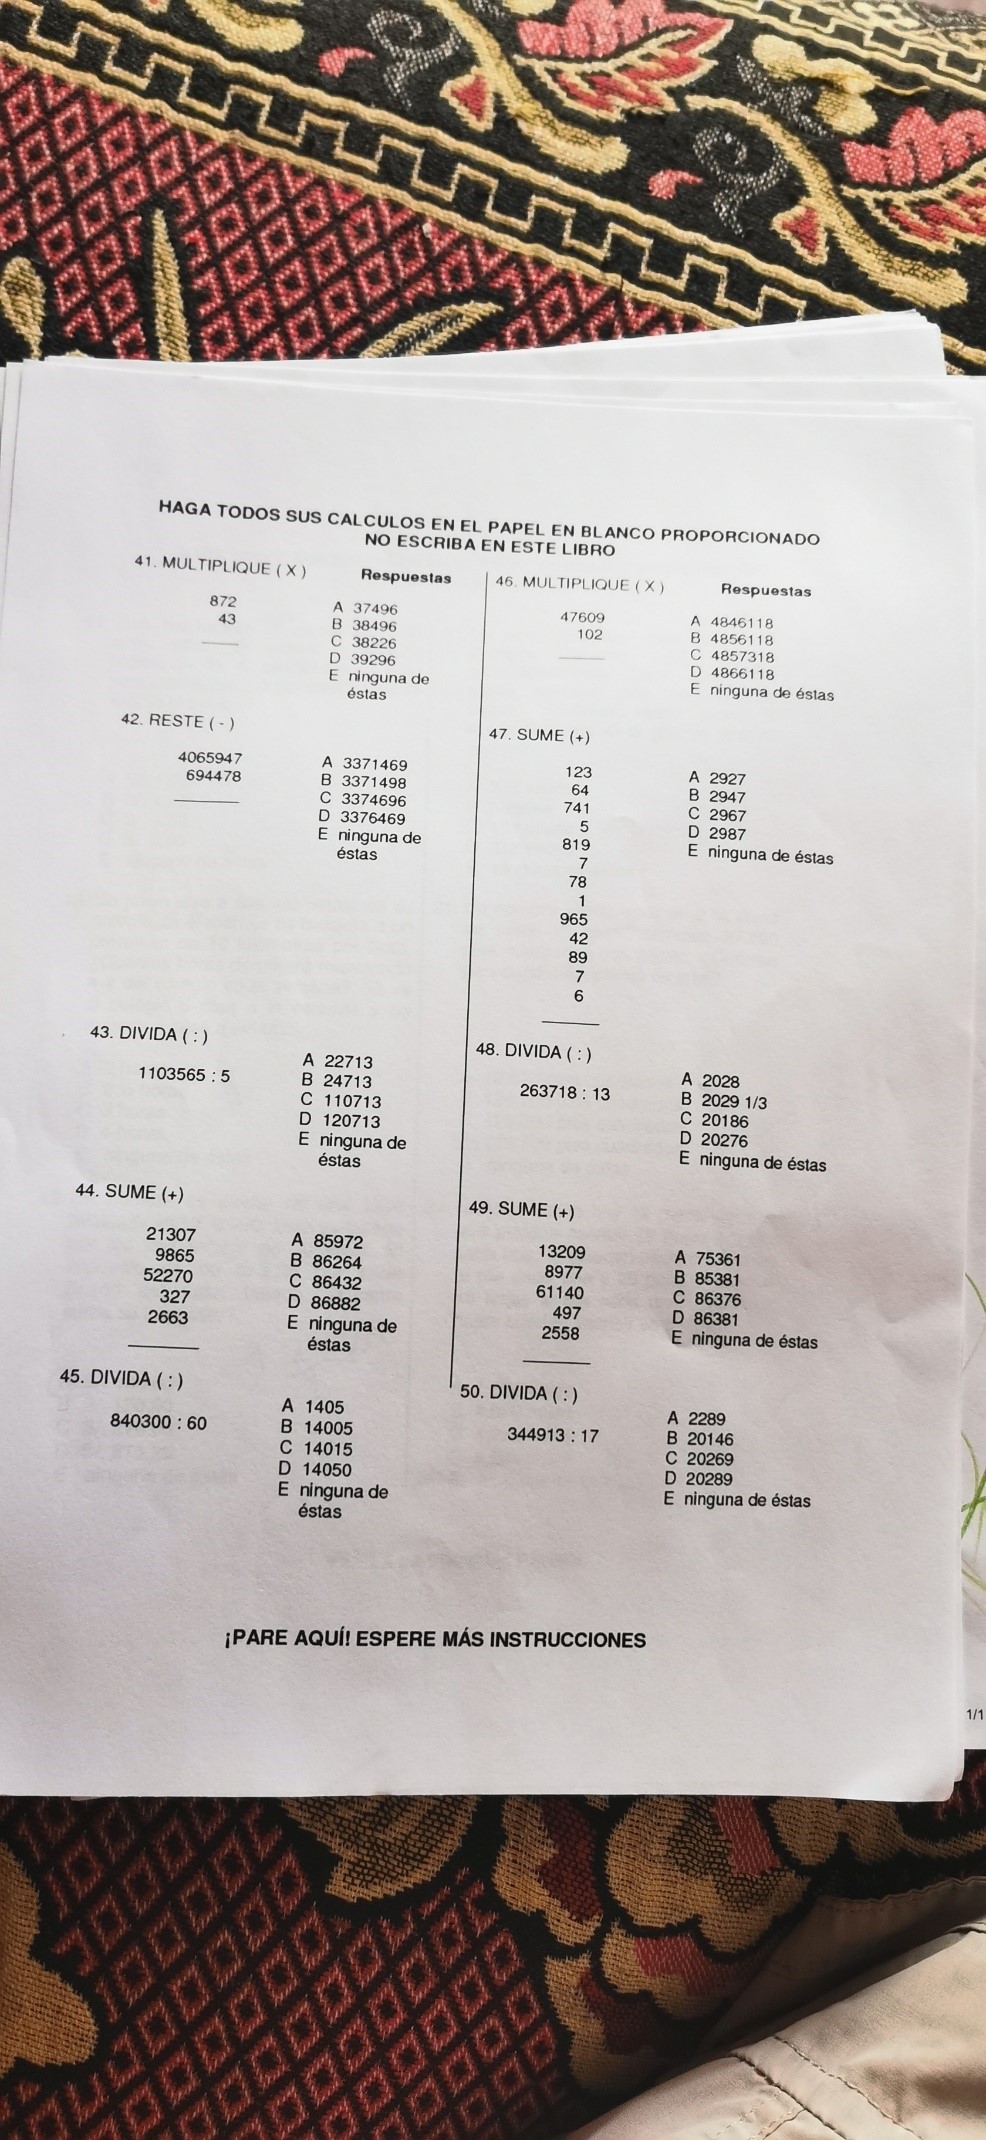 HAGA TODOS SUS CALCULOS EN EL PAPEL EN BLANCO PROPORCIONADO
NO ESCRIBA EN ESTE LIBRO
41. MULTIPLIQUE ( X )
Respuestas
872
43
A 37496
B 38496
C 38226
D 39296
E ninguna de
éstas
42. RESTE ( - )
4065947
694478
A 3371469
B 3371498
C 3374696
D 3376469
E ninguna de
éstas
43. DIVIDA ( : )
1103565 : 5
A 22713
B 24713
C 110713
D 120713
E ninguna de
éstas
44. SUME (+)
21307
9865
52270
327
2663
A 85972
B 86264
C 86432
D 86882
E ninguna de
éstas
45. DIVIDA ( : )
840300 : 60
A 1405
B 14005
C 14015
D 14050
E ninguna de
éstas
46. MULTIPLIQUE ( X )
Respuestas
47609
102
A 4846118
B 4856118
C 4857318
D 4866118
E ninguna de éstas
47. SUME (+)
123
64
741
5
819
7
78
1
965
42
89
7
6
A 2927
B 2947
C 2967
D 2987
E ninguna de éstas
48. DIVIDA ( : )
263718 : 13
A 2028
B 2029 1/3
C 20186
D 20276
E ninguna de éstas
49. SUME (+)
13209
8977
61140
497
2558
A 75361
B 85381
C 86376
D 86381
E ninguna de éstas
50. DIVIDA ( : )
344913 : 17
A 2289
B 20146
C 20269
D 20289
E ninguna de éstas
¡PARE AQUÍ! ESPERE MÁS INSTRUCCIONES
1/1